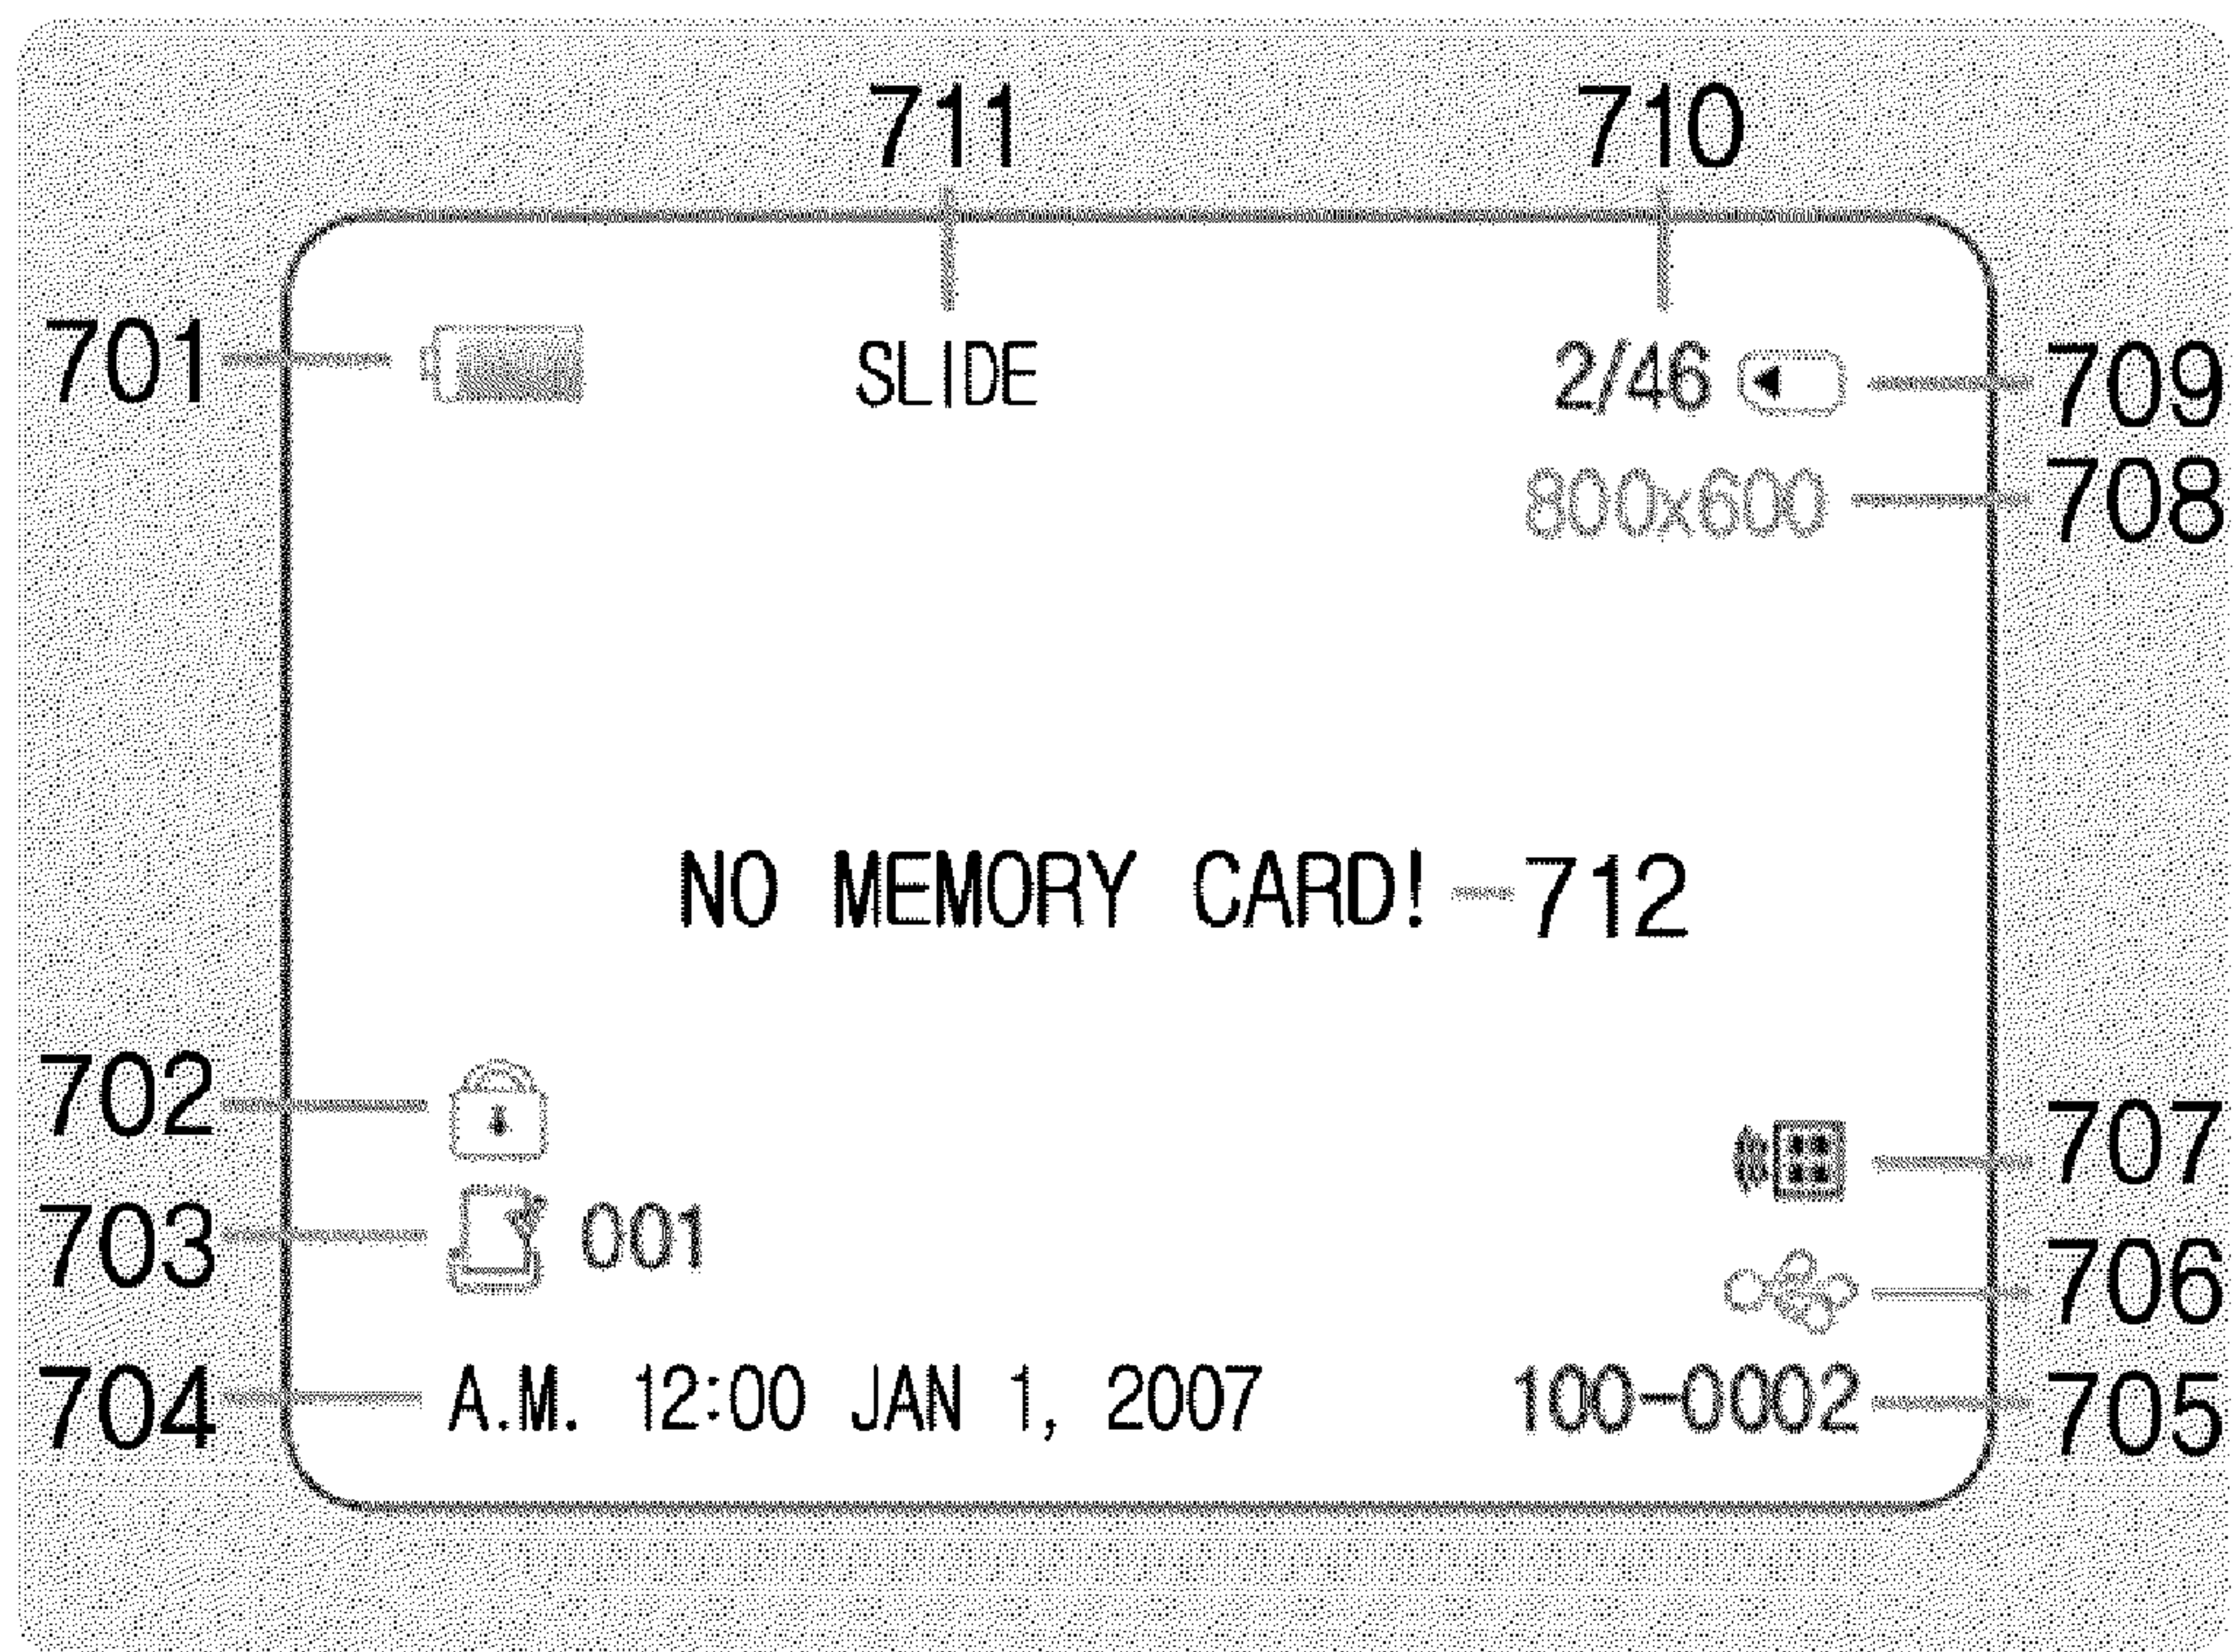 711 710
701 SLIDE 2/46 709
800x600 708
NO MEMORY CARD! 712
702
707
703 001
706
704 A.M. 12:00 JAN 1, 2007 100-0002 705